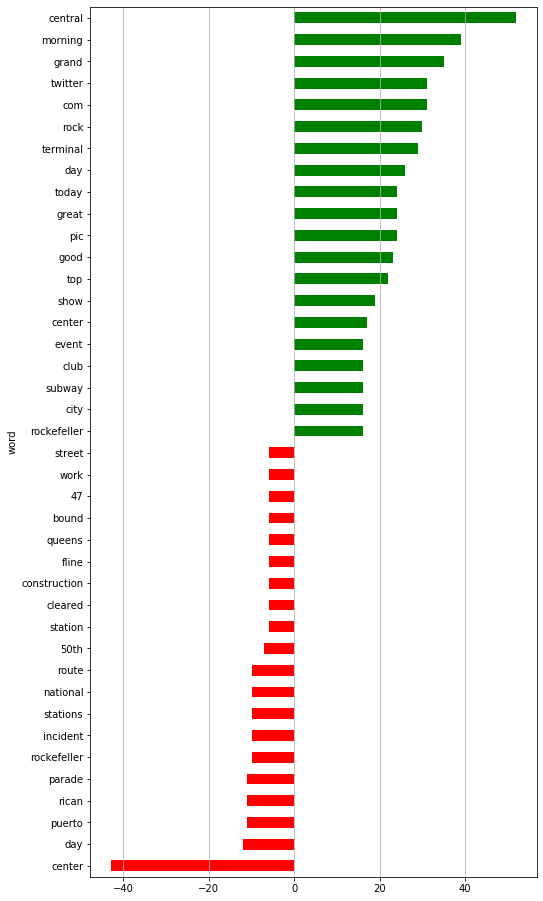 central
morning
grand
twitter
com
rock
terminal
day
today
great
pic
good
top
show
center
event
club
subway
city
rockefeller
word
street
work
47
bound
queens
fline
construction
cleared
station
50th
route
national
stations
incident
rockefeller
parade
rican
puerto
day
center
−40 −20 0 20 40